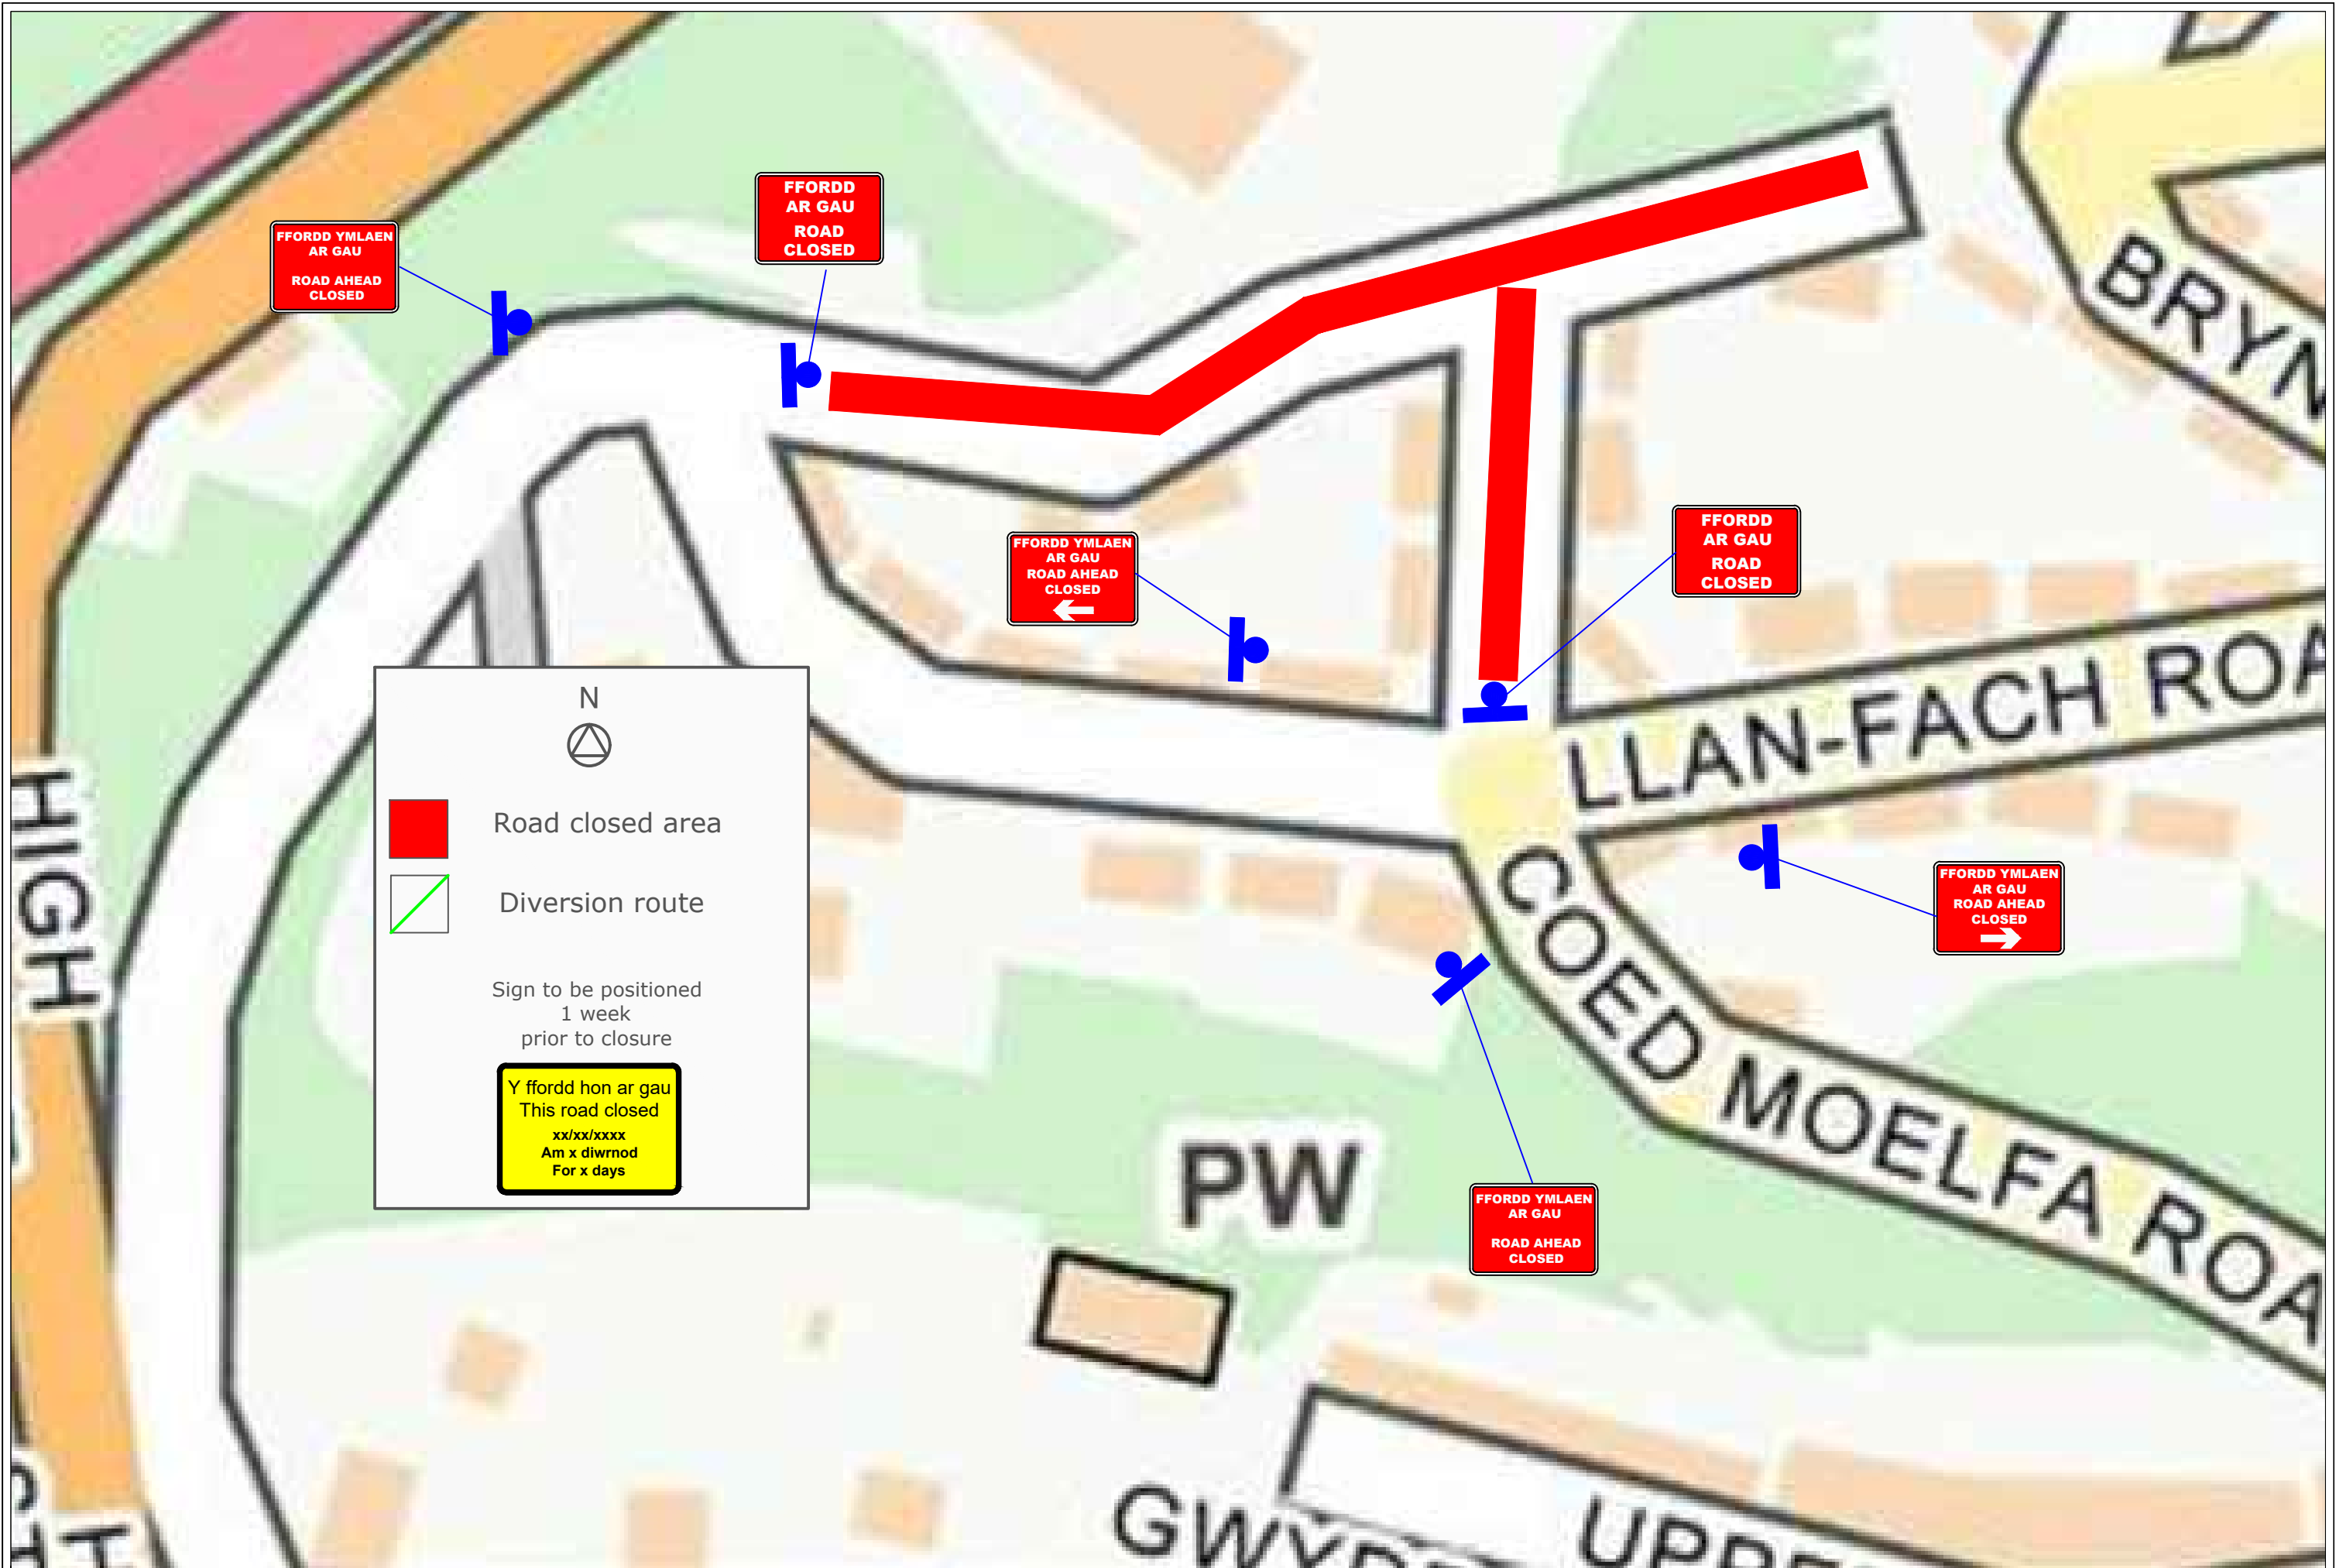 FFORDD
AR GAU
ROAD
CLOSED
FFORDD YMLAEN
AR GAU
ROAD AHEAD
CLOSED
BRYN
FFORDD YMLAEN
AR GAU
ROAD AHEAD
CLOSED
FFORDD
AR GAU
ROAD
CLOSED
LLAN-FACH ROA
HIGH
N
Road closed area
Diversion route
Sign to be positioned
1 week
prior to closure
Y ffordd hon ar gau
This road closed
xx/xx/xxxx
Am x diwrnod
For x days
FFORDD YMLAEN
AR GAU
ROAD AHEAD
CLOSED
COED MOELFA ROA
PW
FFORDD YMLAEN
AR GAU
ROAD AHEAD
CLOSED
ST
H